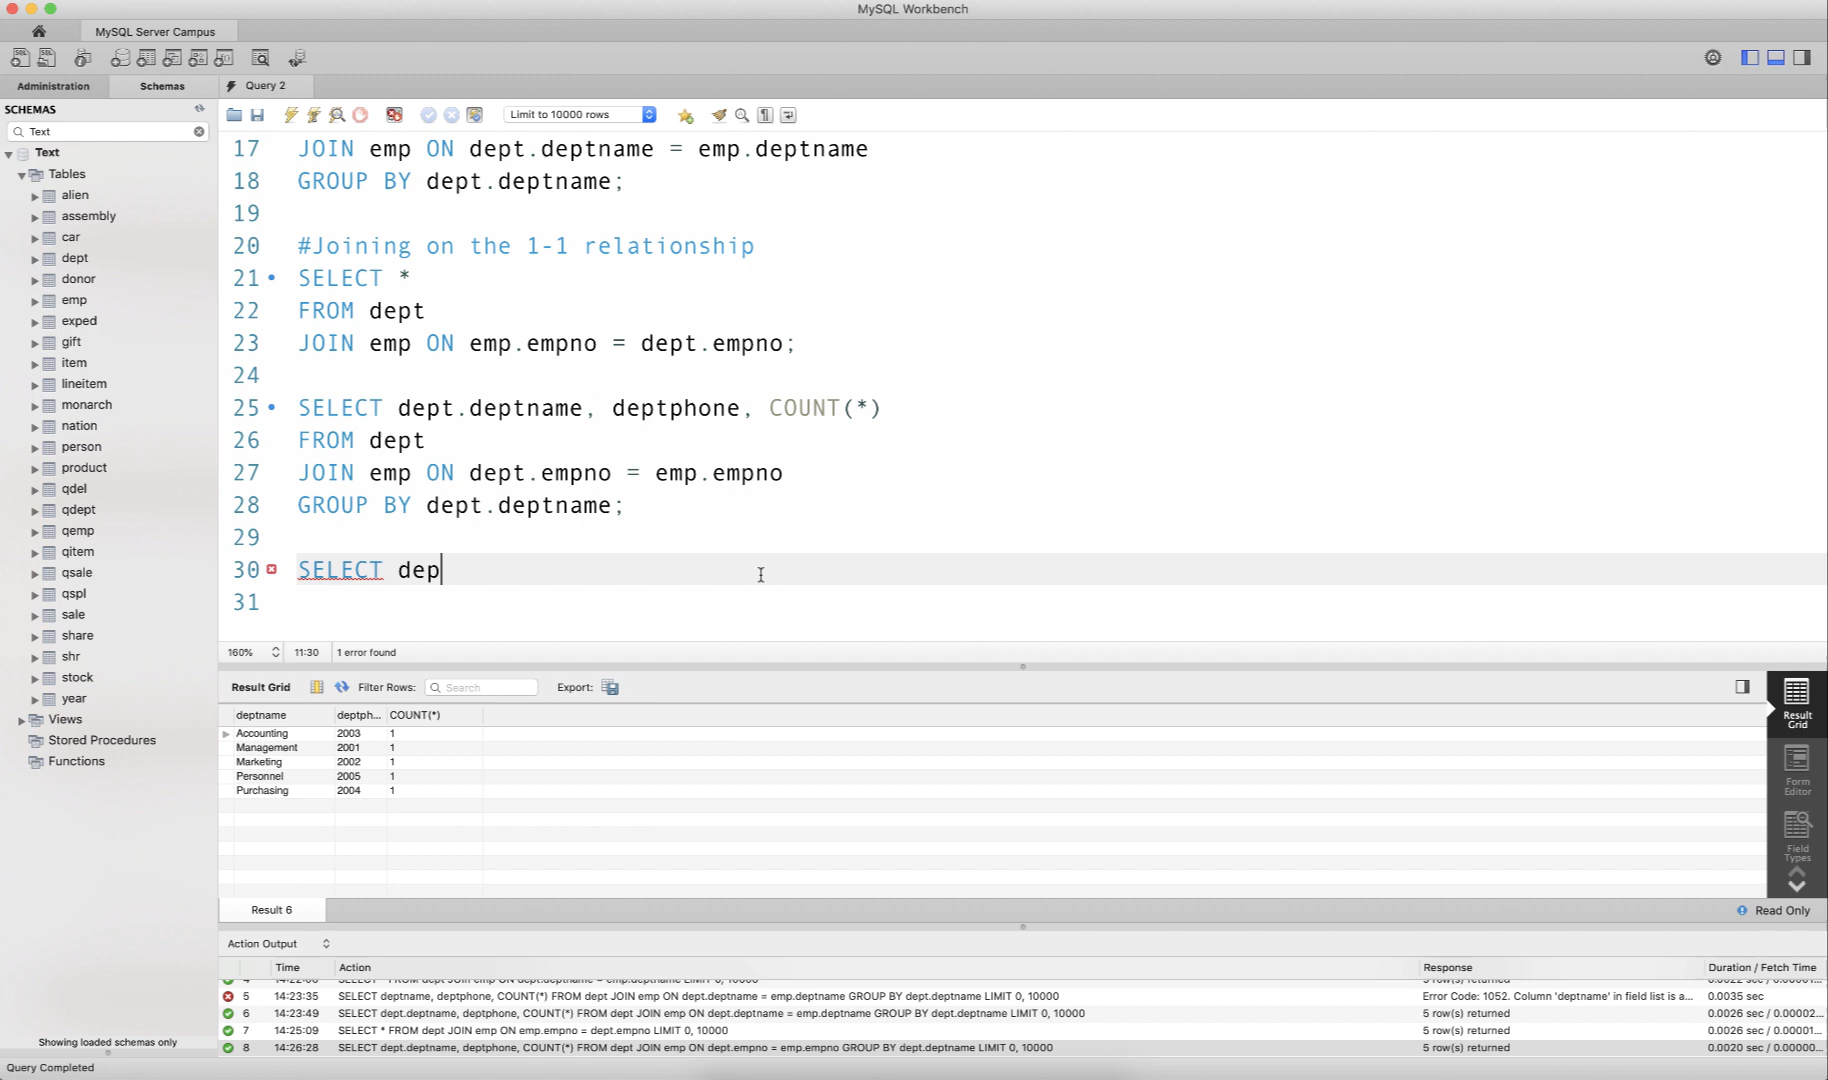 MySQL Workbench
MySQL Server Campus
Administration
Schemas
Query 2
SCHEMAS
Text
Limit to 10000 rows
Text
Tables
alien
assembly
car
dept
donor
emp
exped
gift
item
lineitem
monarch
nation
person
product
qdel
qdept
qemp
qitem
qsale
qspl
sale
share
shr
stock
year
Views
Stored Procedures
Functions
Showing loaded schemas only
17 JOIN emp ON dept.deptname = emp.deptname
18 GROUP BY dept.deptname;
19
20 #Joining on the 1-1 relationship
21 SELECT *
22 FROM dept
23 JOIN emp ON emp.empno = dept.empno;
24
25 SELECT dept.deptname, deptphone, COUNT(*)
26 FROM dept
27 JOIN emp ON dept.empno = emp.empno
28 GROUP BY dept.deptname;
29
30 SELECT dep
31
160% 11:30 1 error found
Result Grid Filter Rows: Search Export:
deptname deptph... COUNT(*)
Accounting 2003 1
Management 2001 1
Marketing 2002 1
Personnel 2005 1
Purchasing 2004 1
Result Grid
Form Editor
Field Types
Result 6
Read Only
Action Output
Time Action Response Duration / Fetch Time
5 14:23:35 SELECT deptname, deptphone, COUNT(*) FROM dept JOIN emp ON dept.deptname = emp.deptname GROUP BY dept.deptname LIMIT 0, 10000 Error Code: 1052. Column 'deptname' in field list is a... 0.0035 sec
6 14:23:49 SELECT dept.deptname, deptphone, COUNT(*) FROM dept JOIN emp ON dept.deptname = emp.deptname GROUP BY dept.deptname LIMIT 0, 10000 5 row(s) returned 0.0026 sec / 0.00002...
7 14:25:09 SELECT * FROM dept JOIN emp ON emp.empno = dept.empno LIMIT 0, 10000 5 row(s) returned 0.0026 sec / 0.00001...
8 14:26:28 SELECT dept.deptname, deptphone, COUNT(*) FROM dept JOIN emp ON dept.empno = emp.empno GROUP BY dept.deptname LIMIT 0, 10000 5 row(s) returned 0.0020 sec / 0.00000...
Query Completed